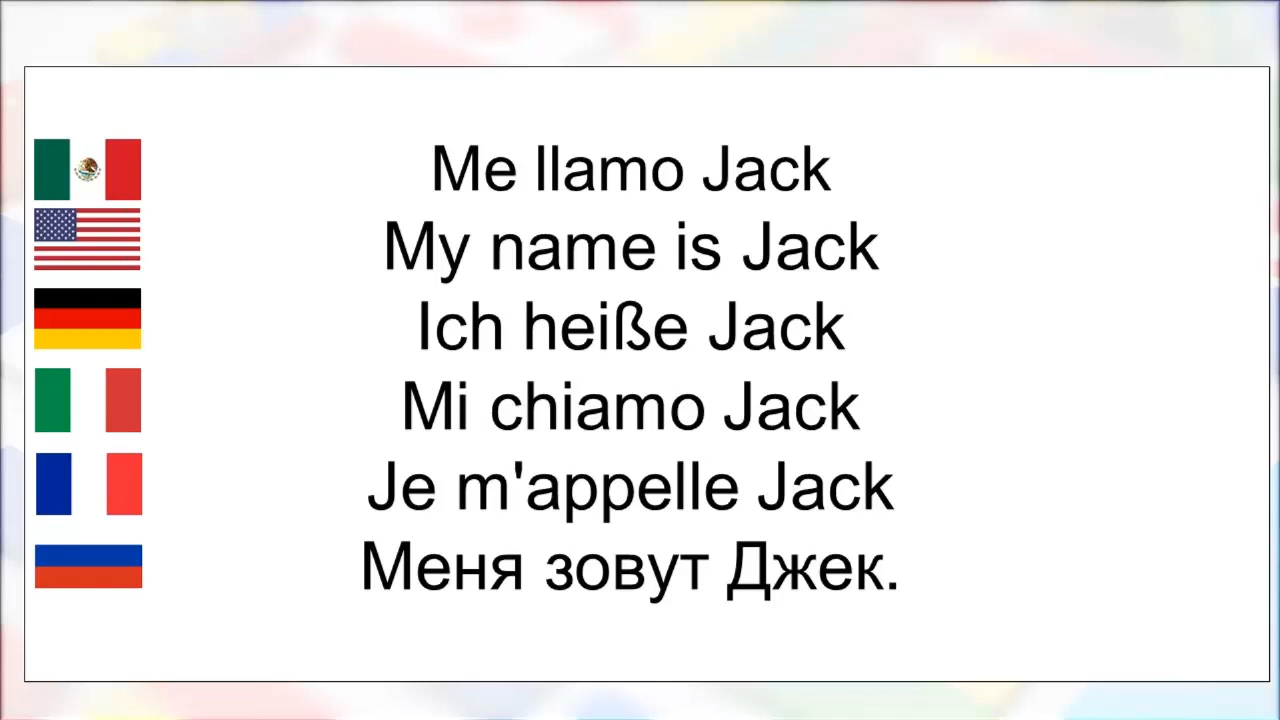 Me llamo Jack
My name is Jack
Ich heiße Jack
Mi chiamo Jack
Je m'appelle Jack
Меня зовут Джек.